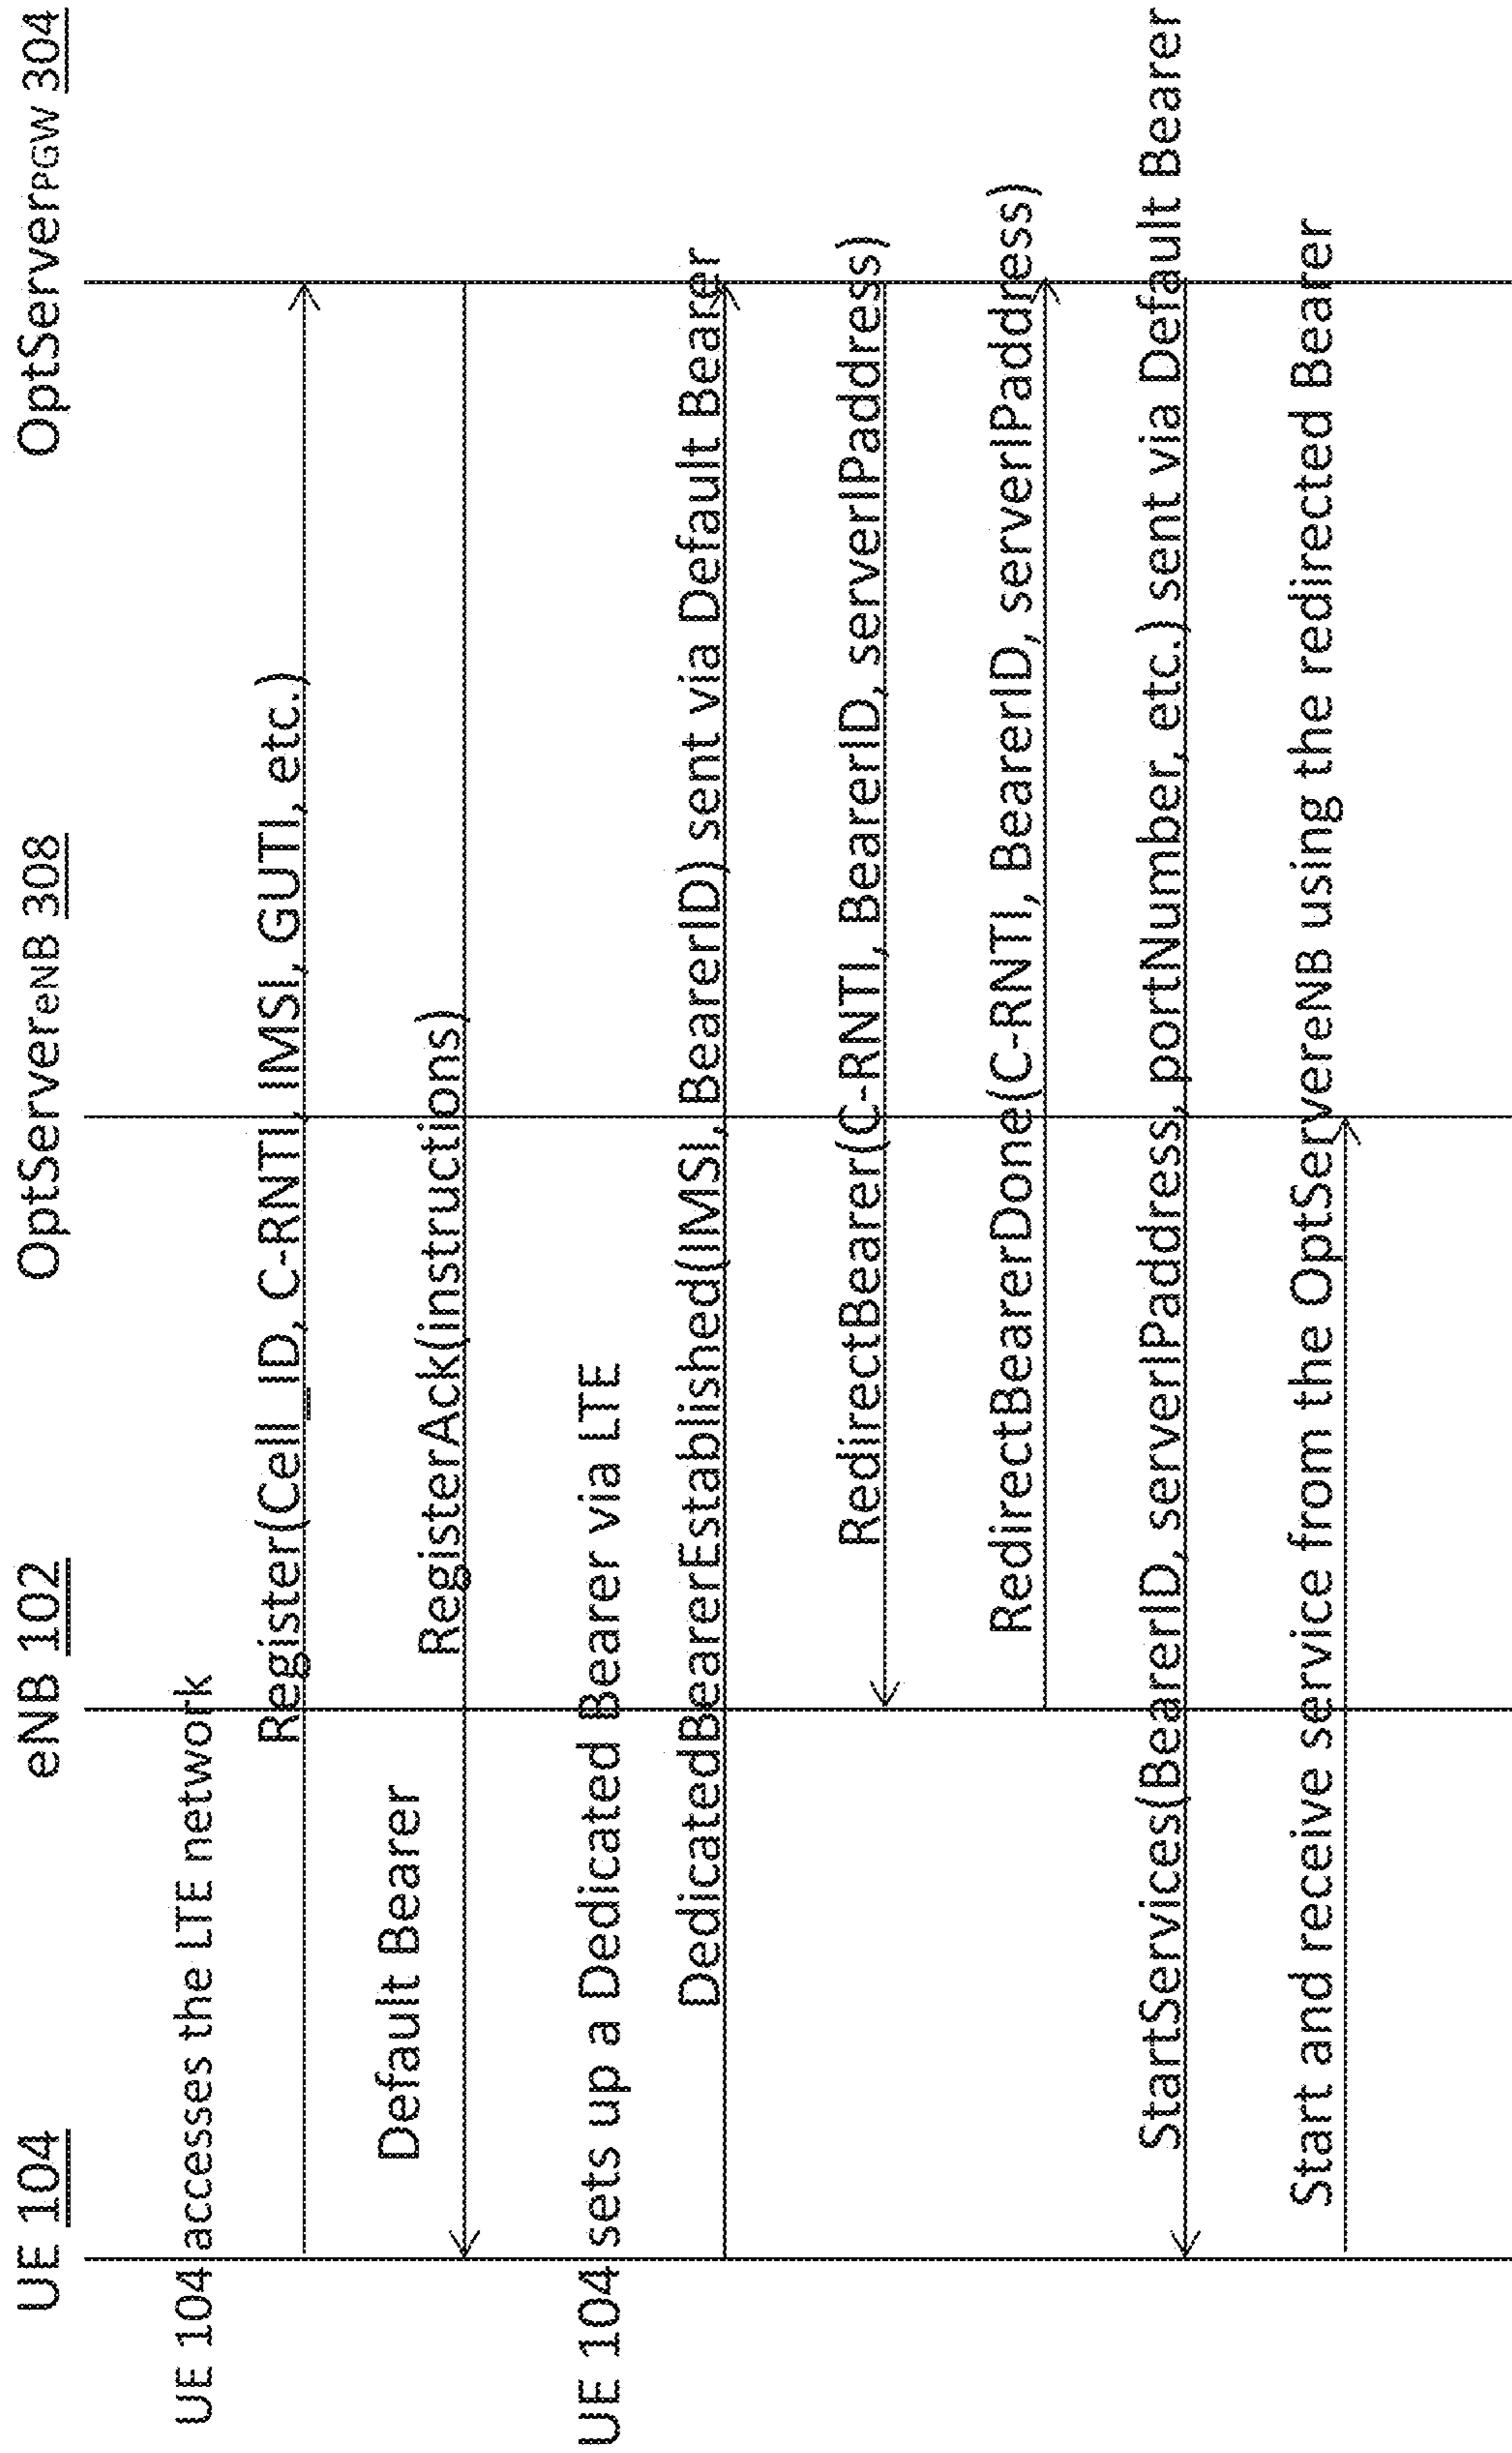 UE 104
eNB 102
OptServereNB 308
OptServerPGW 304
UE 104 accesses the LTE network
Register(Cell_ID, C-RNTI, IMSI, GUTI, etc.)
Default Bearer
RegisterAck(instructions)
UE 104 sets up a Dedicated Bearer via LTE
DedicatedBearerEstablished(IMSI, BearerID) sent via Default Bearer
RedirectBearer(C-RNTI, BearerID, serverIPaddress)
RedirectBearerDone(C-RNTI, BearerID, serverIPaddress)
StartServices(BearerID, serverIPaddress, portNumber, etc.) sent via Default Bearer
Start and receive service from the OptServereNB using the redirected Bearer